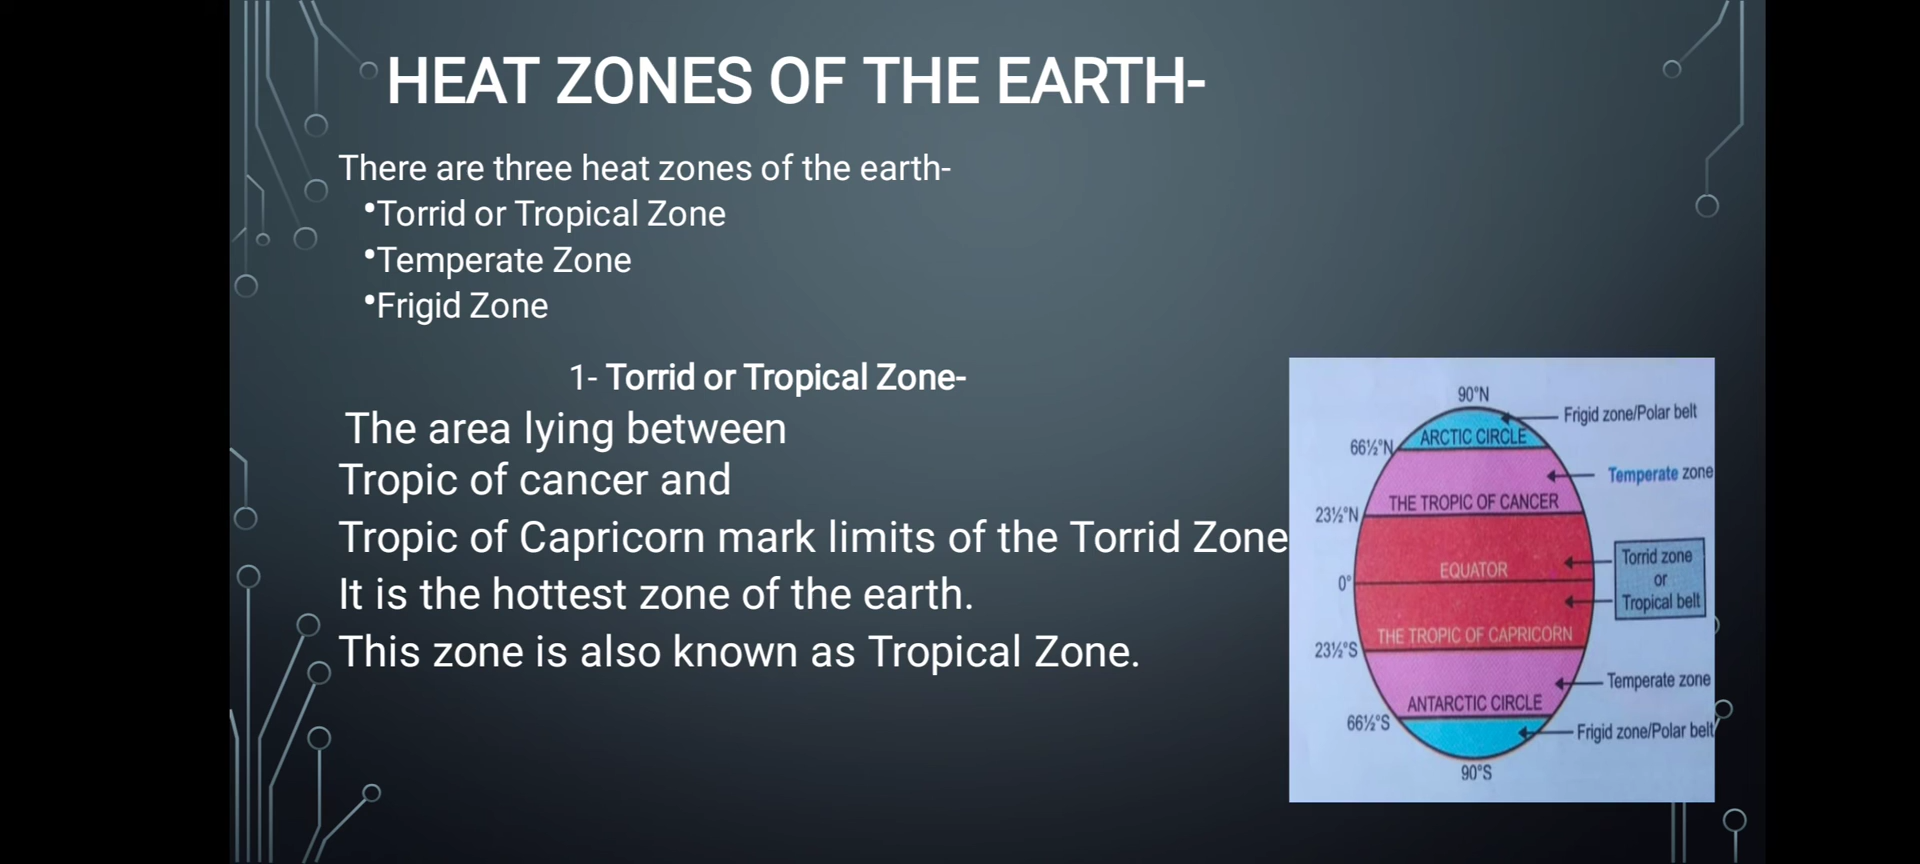 HEAT ZONES OF THE EARTH-
There are three heat zones of the earth-
•Torrid or Tropical Zone
•Temperate Zone
•Frigid Zone
1- Torrid or Tropical Zone-
The area lying between
Tropic of cancer and
Tropic of Capricorn mark limits of the Torrid Zone
It is the hottest zone of the earth.
This zone is also known as Tropical Zone.
90°N
Frigid zone/Polar belt
66½°N
ARCTIC CIRCLE
Temperate zone
THE TROPIC OF CANCER
23½°N
Torrid zone
or
Tropical belt
EQUATOR
0°
THE TROPIC OF CAPRICORN
23½°S
Temperate zone
ANTARCTIC CIRCLE
66½°S
Frigid zone/Polar belt
90°S